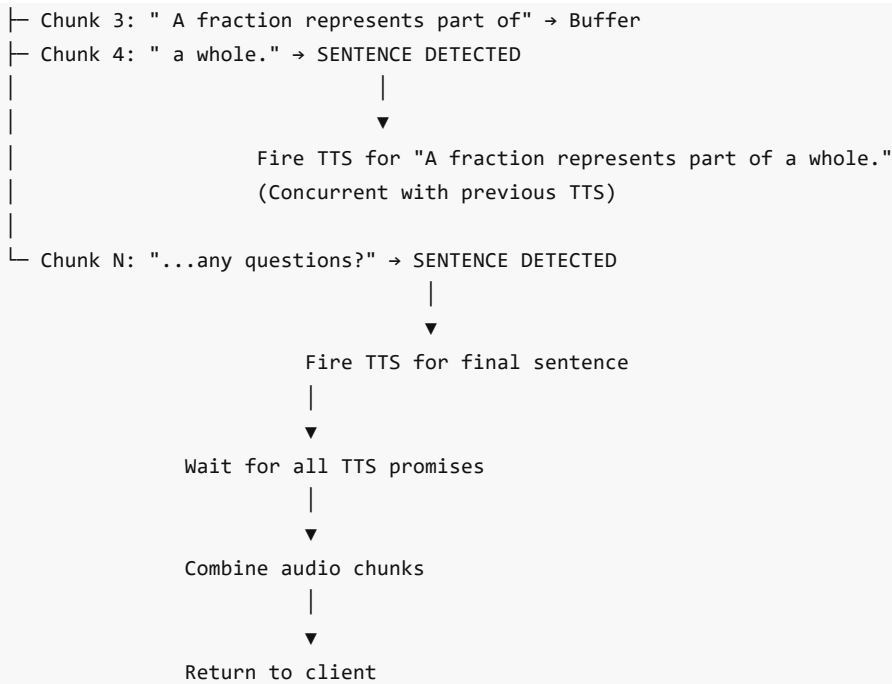 ├─ Chunk 3: " A fraction represents part of" → Buffer
├─ Chunk 4: " a whole." → SENTENCE DETECTED
│ │
│ ▼
│ Fire TTS for "A fraction represents part of a whole."
│ (Concurrent with previous TTS)
│
└─ Chunk N: "...any questions?" → SENTENCE DETECTED
│
▼
Fire TTS for final sentence
│
▼
Wait for all TTS promises
│
▼
Combine audio chunks
│
▼
Return to client